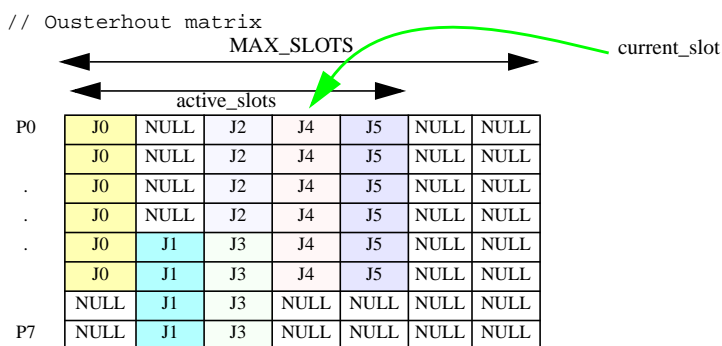 // Ousterhout matrix
MAX_SLOTS
current_slot
active_slots
P0 J0 NULL J2 J4 J5 NULL NULL
J0 NULL J2 J4 J5 NULL NULL
. J0 NULL J2 J4 J5 NULL NULL
. J0 NULL J2 J4 J5 NULL NULL
. J0 J1 J3 J4 J5 NULL NULL
J0 J1 J3 J4 J5 NULL NULL
NULL J1 J3 NULL NULL NULL NULL
P7 NULL J1 J3 NULL NULL NULL NULL